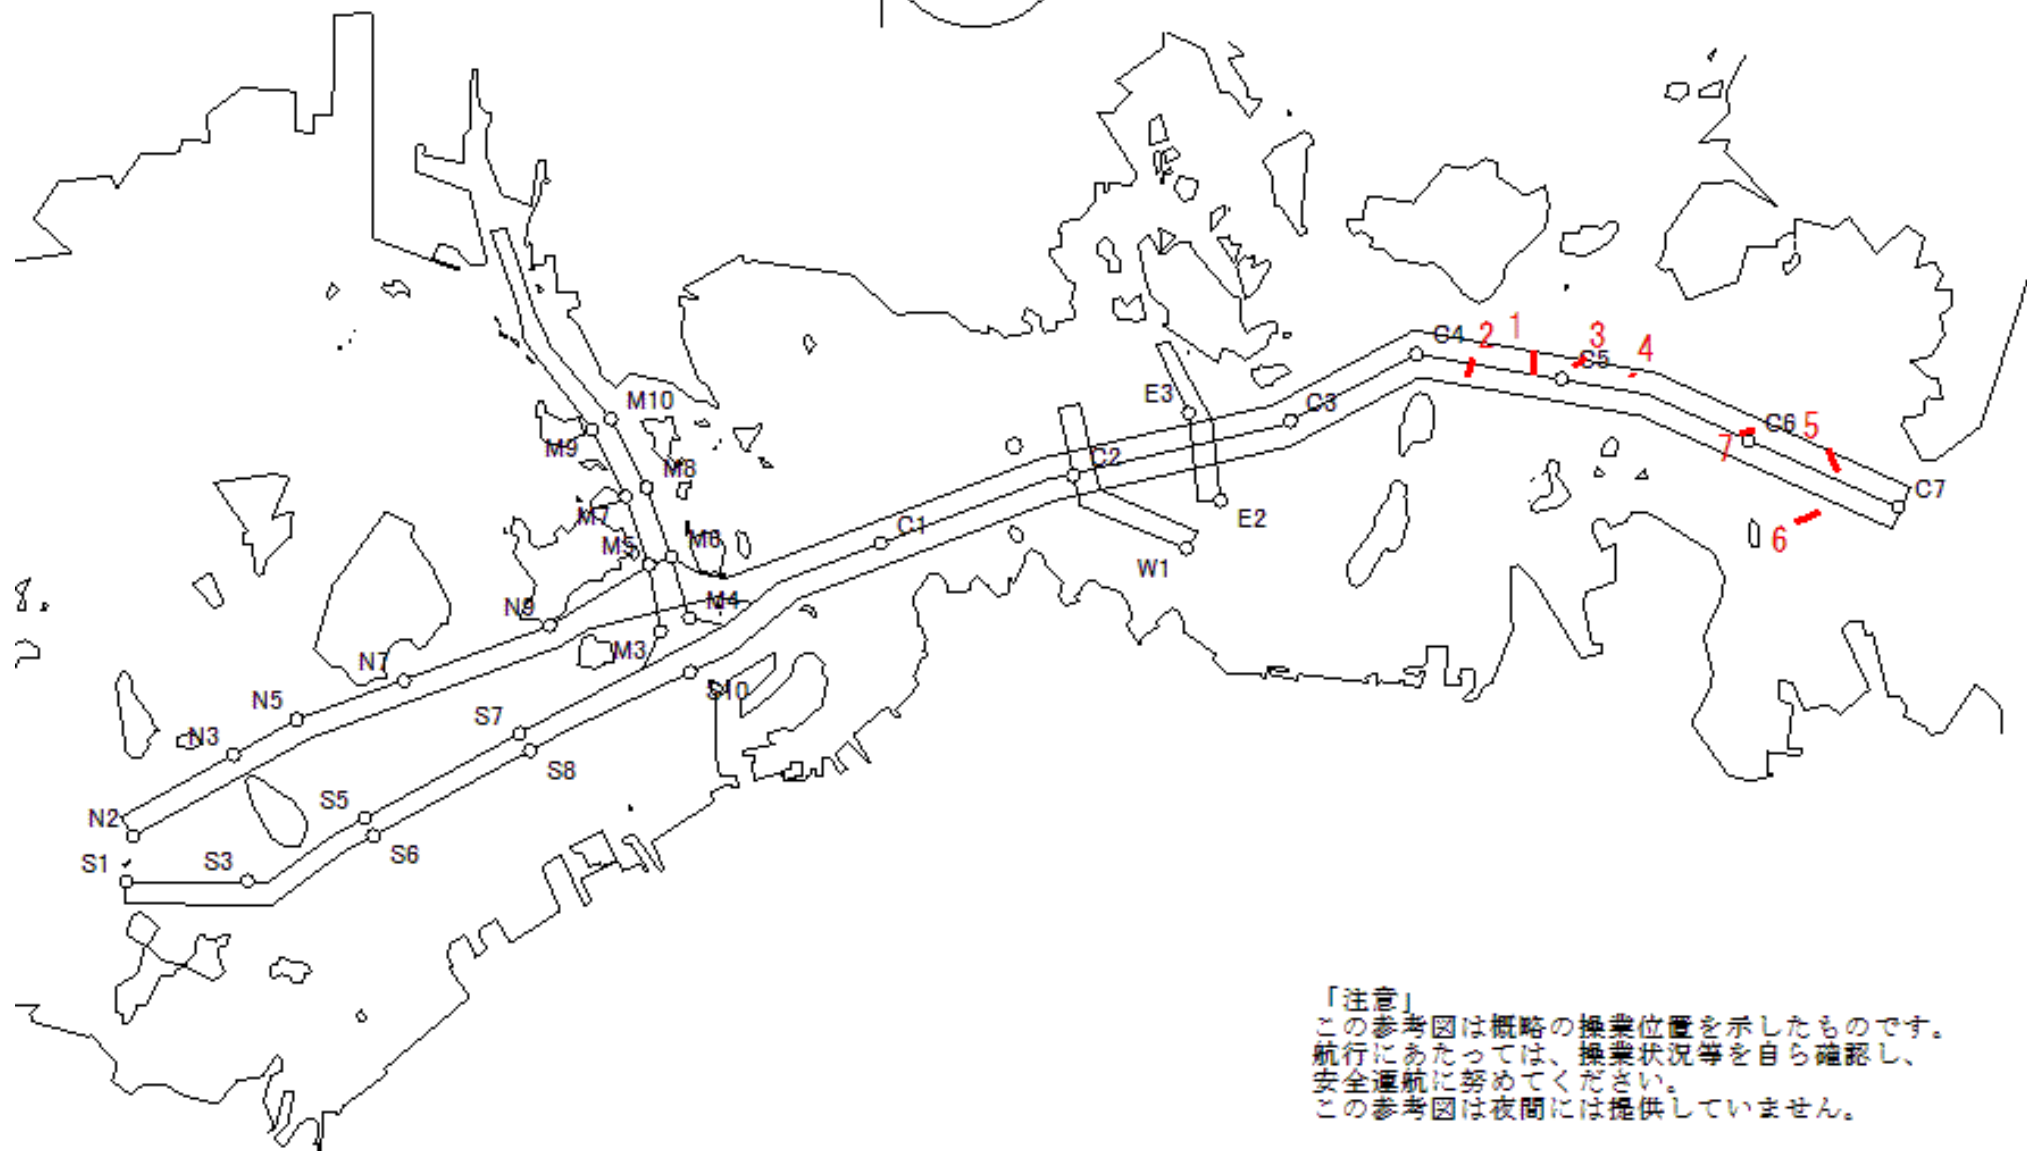 C4
2
1
3
C5
4
E3
M10
C3
C6
5
M9
C2
7
M8
C7
M7
E2
C1
M5
M6
6
W1
N9
M4
M3
N7
S10
N5
S7
N3
S8
S5
N2
S6
S1
S3
「注意」
この参考図は概略の操業位置を示したものです。
航行にあたっては、操業状況等を自ら確認し、
安全運航に努めてください。
この参考図は夜間には提供していません。